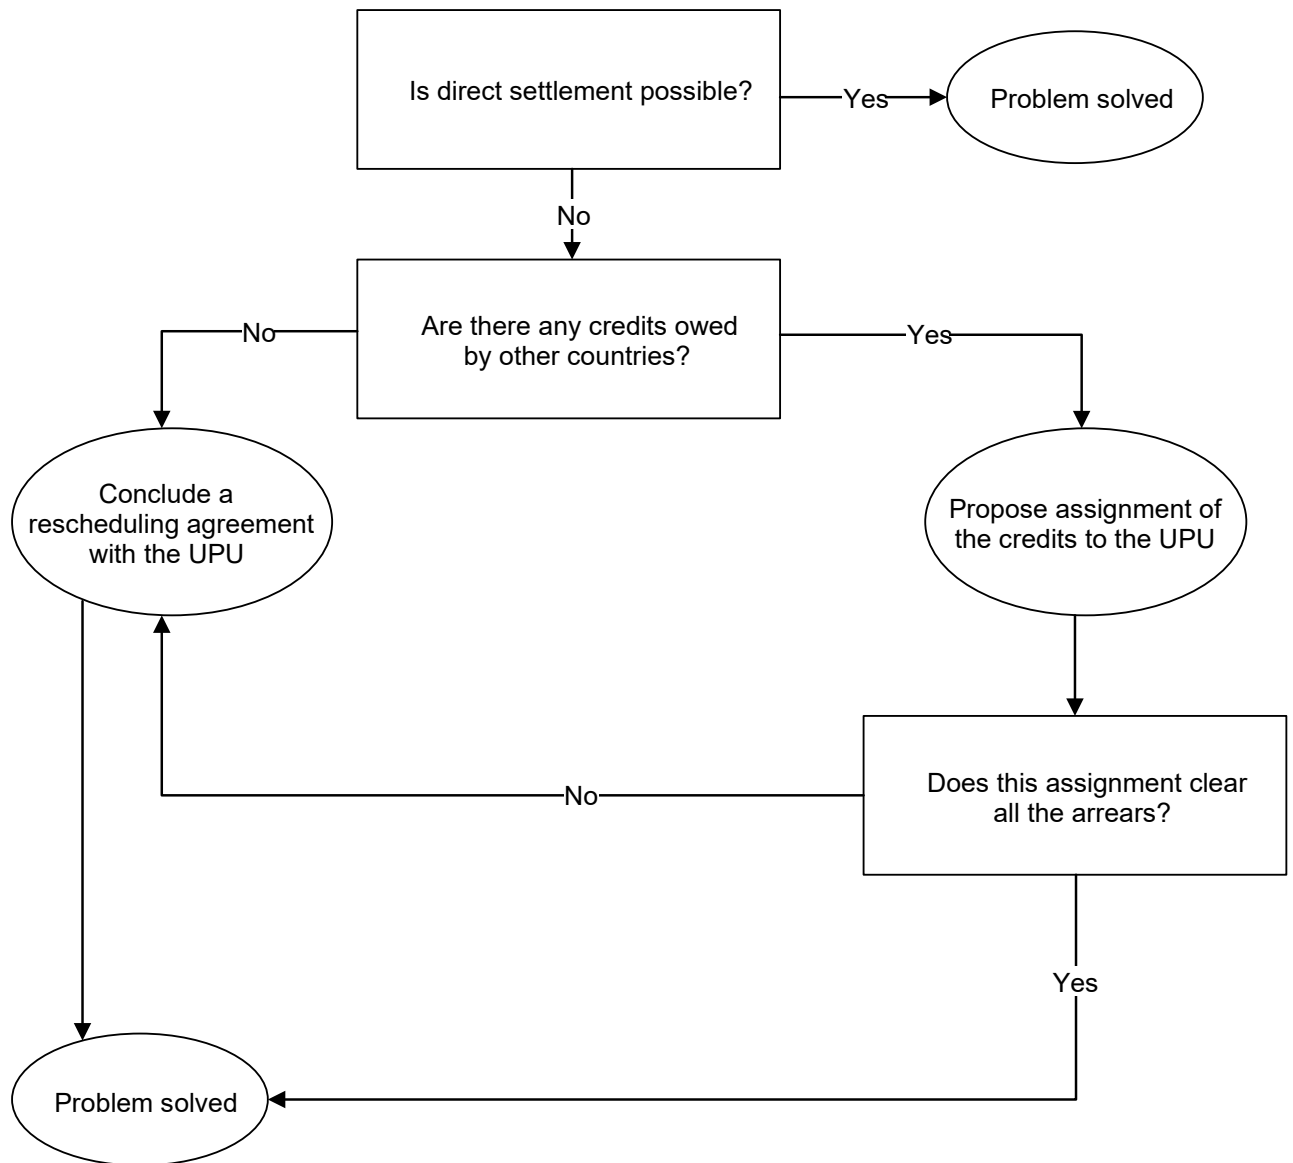 Is direct settlement possible?
Yes
Problem solved
No
Are there any credits owed
by other countries?
No
Yes
Conclude a
rescheduling agreement
with the UPU
Propose assignment of
the credits to the UPU
Does this assignment clear
all the arrears?
No
Yes
Problem solved